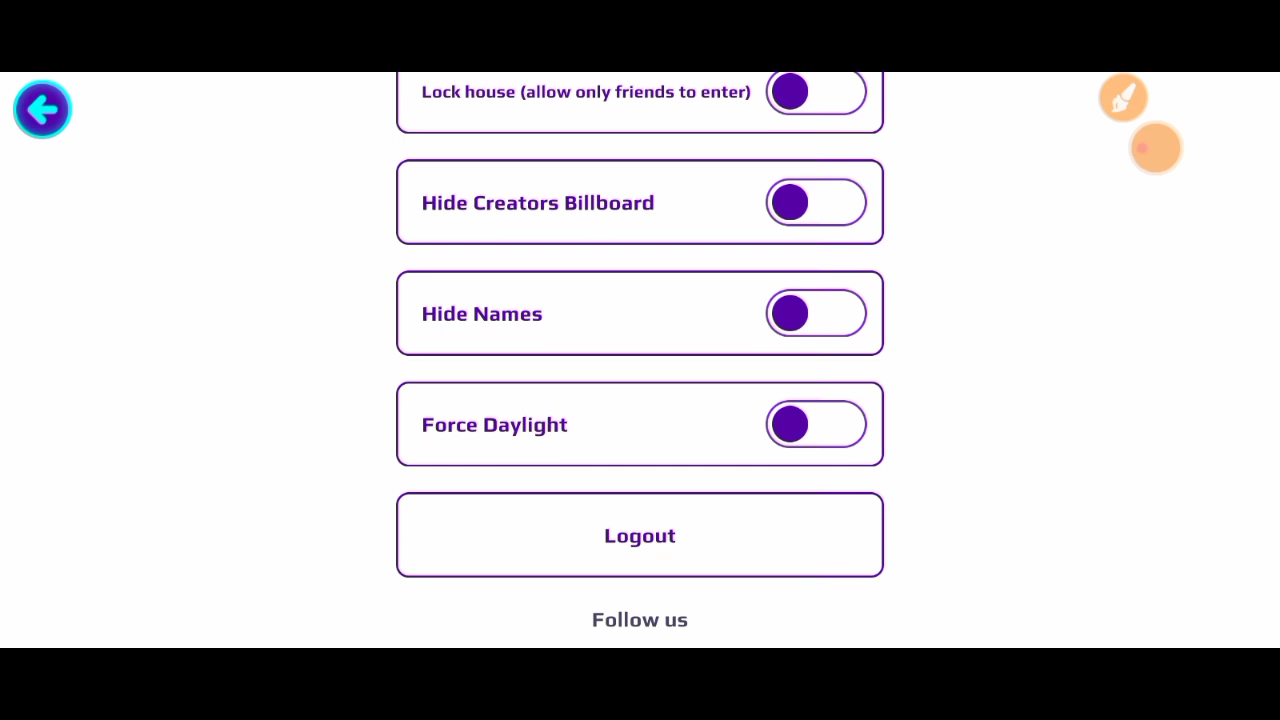 Lock house (allow only friends to enter)
Hide Creators Billboard
Hide Names
Force Daylight
Logout
Follow us